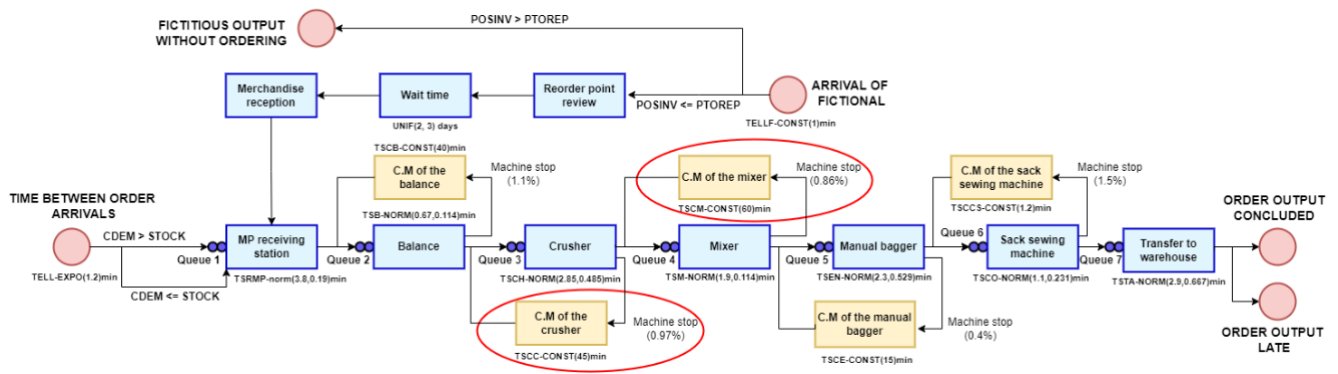 FICTITIOUS OUTPUT
WITHOUT ORDERING
POSINV > PTOREP
Merchandise
reception
Wait time
UNIF(2, 3) days
Reorder point
review
POSINV <= PTOREP
ARRIVAL OF
FICTIONAL
TELLF-CONST(1)min
TSCB-CONST(40)min
C.M of the
balance
Machine stop
(1.1%)
TSB-NORM(0.67,0.114)min
C.M of the mixer
Machine stop
(0.86%)
TSCM-CONST(60)min
C.M of the sack
sewing machine
Machine stop
(1.5%)
TSCCS-CONST(1.2)min
TIME BETWEEN ORDER
ARRIVALS
TELL-EXPO(1.2)min
CDEM > STOCK
CDEM <= STOCK
Queue 1
MP receiving
station
TSRMP-norm(3.8,0.19)min
Queue 2
Balance
Queue 3
Crusher
TSCH-NORM(2.85,0.485)min
Queue 4
Mixer
TSM-NORM(1.9,0.114)min
Queue 5
Manual bagger
TSEN-NORM(2.3,0.529)min
Queue 6
Sack sewing
machine
TSCO-NORM(1.1,0.231)min
Queue 7
Transfer to
warehouse
TSTA-NORM(2.9,0.667)min
ORDER OUTPUT
CONCLUDED
ORDER OUTPUT
LATE
C.M of the
crusher
Machine stop
(0.97%)
TSCC-CONST(45)min
C.M of the manual
bagger
Machine stop
(0.4%)
TSCE-CONST(15)min